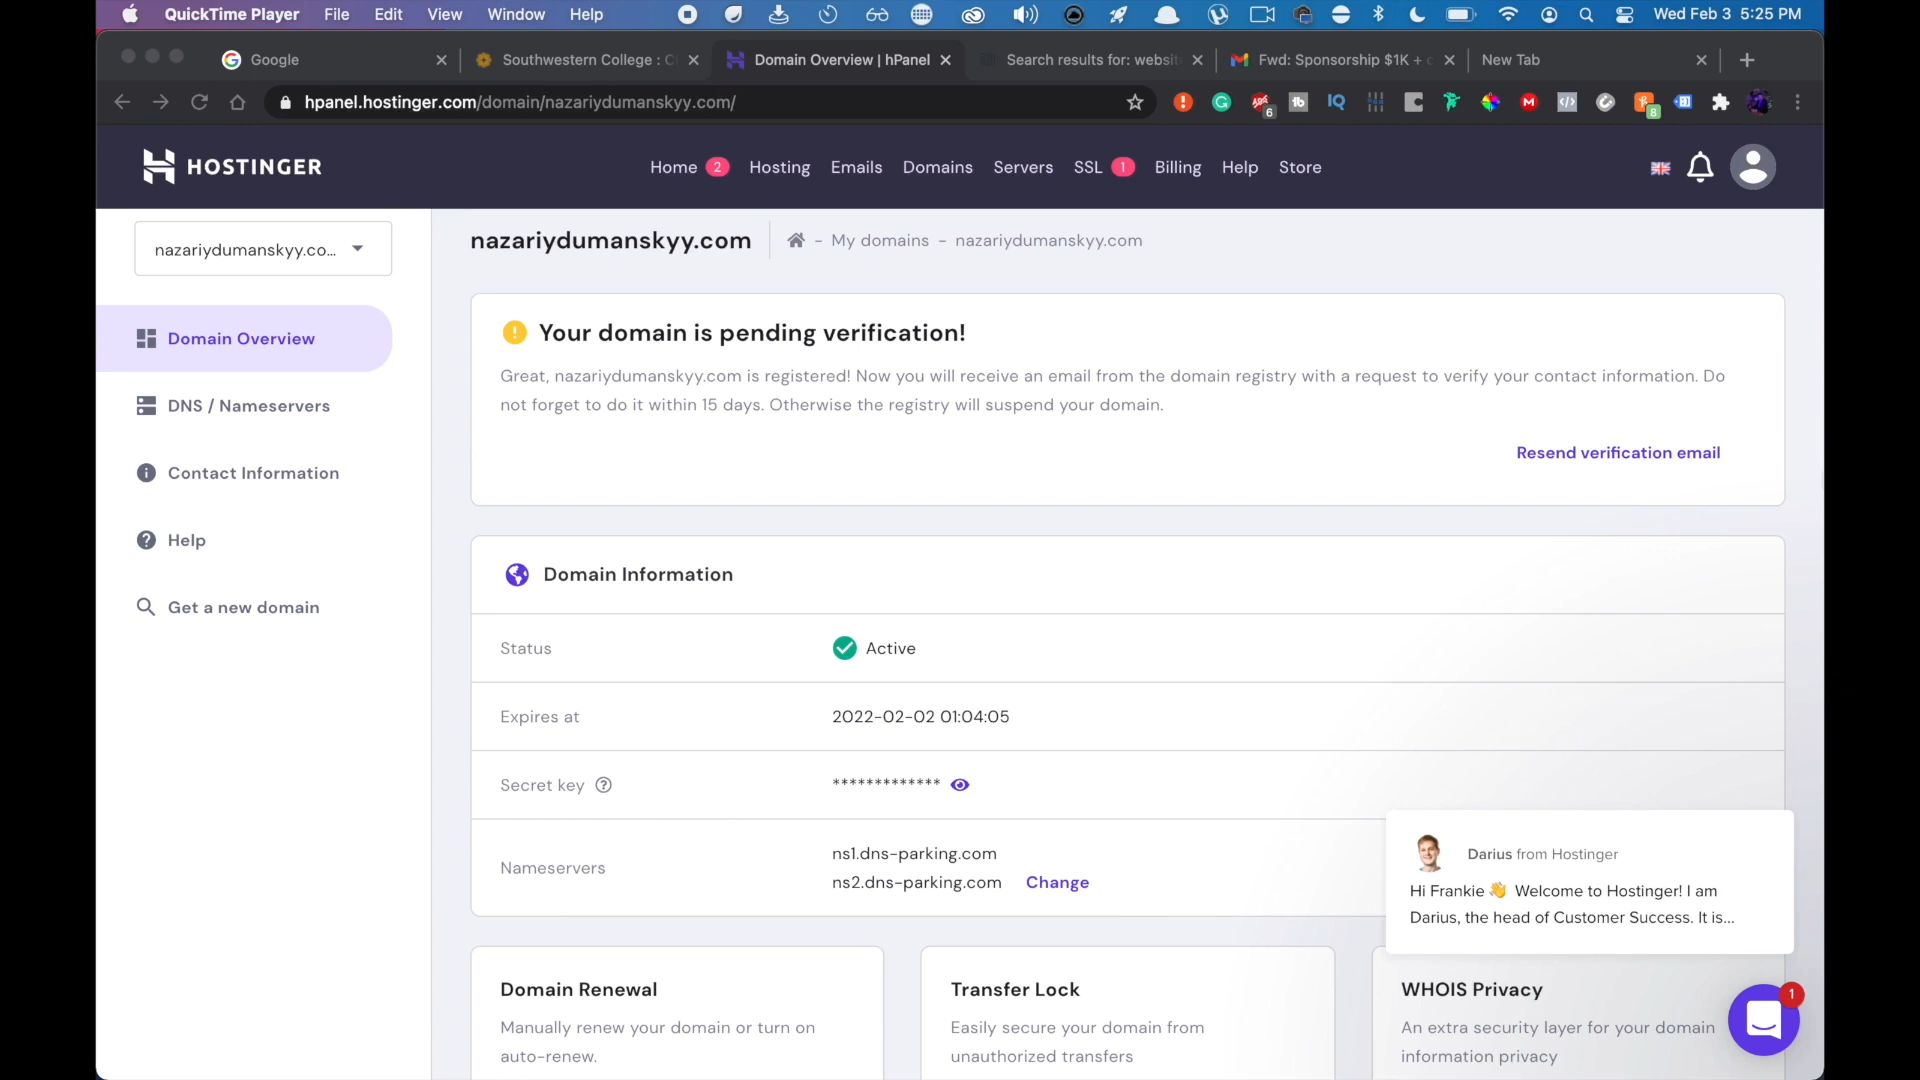 QuickTime Player File Edit View Window Help Wed Feb 3 5:25 PM
Google Southwestern College : Domain Overview | hPanel Search results for: websit Fwd: Sponsorship $1K + New Tab
hpanel.hostinger.com/domain/nazariydumanskyy.com/
6 8
HOSTINGER Home 2 Hosting Emails Domains Servers SSL 1 Billing Help Store
nazariydumanskyy.co... nazariydumanskyy.com - My domains - nazariydumanskyy.com
Domain Overview
DNS / Nameservers
Contact Information
Help
Get a new domain
Your domain is pending verification!
Great, nazariydumanskyy.com is registered! Now you will receive an email from the domain registry with a request to verify your contact information. Do
not forget to do it within 15 days. Otherwise the registry will suspend your domain.
Resend verification email
Domain Information
Status Active
Expires at 2022-02-02 01:04:05
Secret key ? *************
Nameservers ns1.dns-parking.com
ns2.dns-parking.com Change
Darius from Hostinger
Hi Frankie 👋 Welcome to Hostinger! I am
Darius, the head of Customer Success. It is...
1
Domain Renewal
Manually renew your domain or turn on
auto-renew.
Transfer Lock
Easily secure your domain from
unauthorized transfers
WHOIS Privacy
An extra security layer for your domain
information privacy